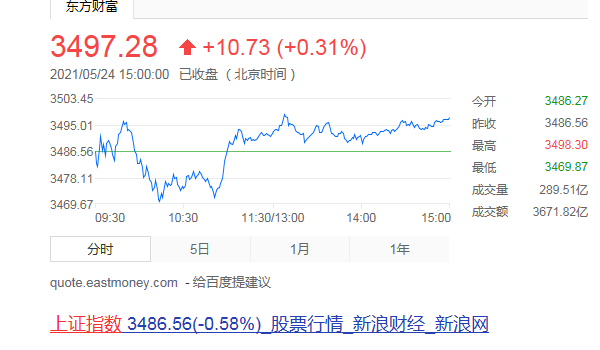 东方财富
3497.28 +10.73 (+0.31%)
2021/05/24 15:00:00 已收盘 (北京时间)
3503.45
3495.01
3486.56
3478.11
3469.67
09:30 10:30 11:30/13:00 14:00 15:00
今开 3486.27
昨收 3486.56
最高 3498.30
最低 3469.87
成交量 289.51亿
成交额 3671.82亿
分时 5日 1月 1年
quote.eastmoney.com - 给百度提建议
上证指数 3486.56(-0.58%)_股票行情_新浪财经_新浪网